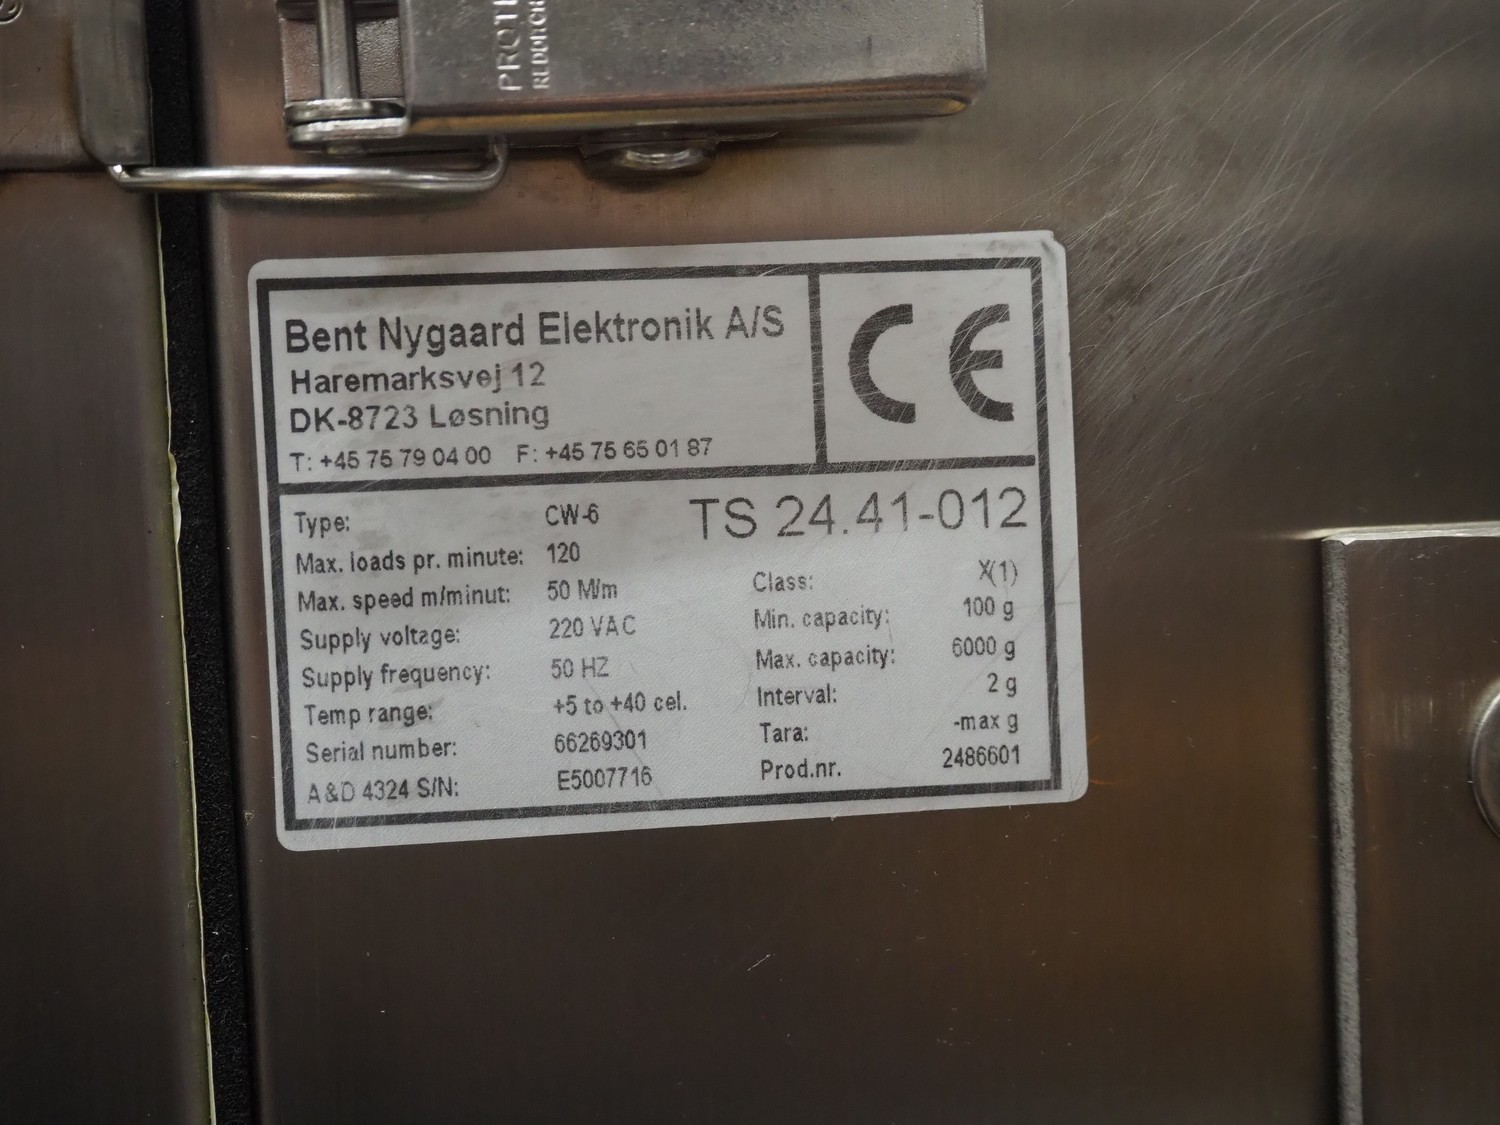 Bent Nygaard Elektronik A/S
Haremarksvej 12
DK-8723 Løsning
T: +45 75 79 04 00 F: +45 75 65 01 87
CE
TS 24.41-012
Type: CW-6
Max. loads pr. minute: 120
Max. speed m/minut: 50 M/m
Supply voltage: 220 VAC
Supply frequency: 50 HZ
Temp range: +5 to +40 cel.
Serial number: 66269301
A&D 4324 S/N: E5007716
Class: X(1)
Min. capacity: 100 g
Max. capacity: 6000 g
Interval: 2 g
Tara: -max g
Prod.nr. 2486601